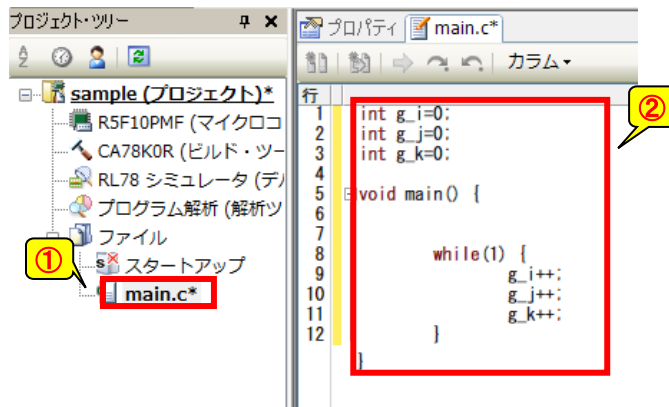 プロジェクト・ツリー
sample (プロジェクト)*
R5F10PMF (マイクロコ
CA78K0R (ビルド・ツー
RL78 シミュレータ (デ
プログラム解析 (解析ツ
ファイル
スタートアップ
① main.c*
プロパティ main.c*
カラム
行
②
1 int g_i=0;
2 int g_j=0;
3 int g_k=0;
4
5 void main() {
6
7
8 while(1) {
9 g_i++;
10 g_j++;
11 g_k++;
12 }
}